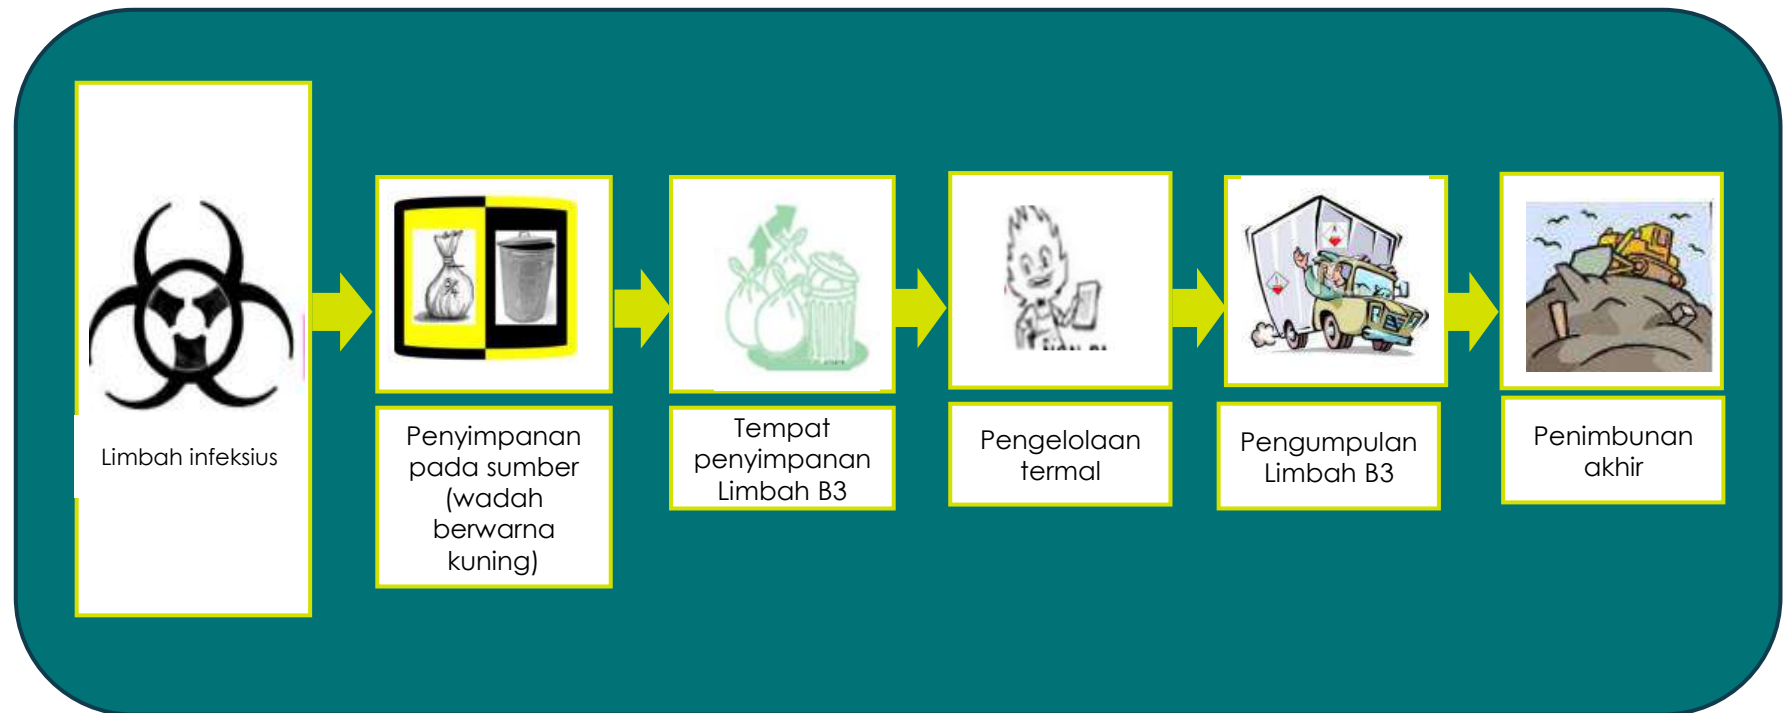 Limbah infeksius
Penyimpanan
pada sumber
(wadah
berwarna
kuning)
Tempat
penyimpanan
Limbah B3
Pengelolaan
termal
Pengumpulan
Limbah B3
Penimbunan
akhir